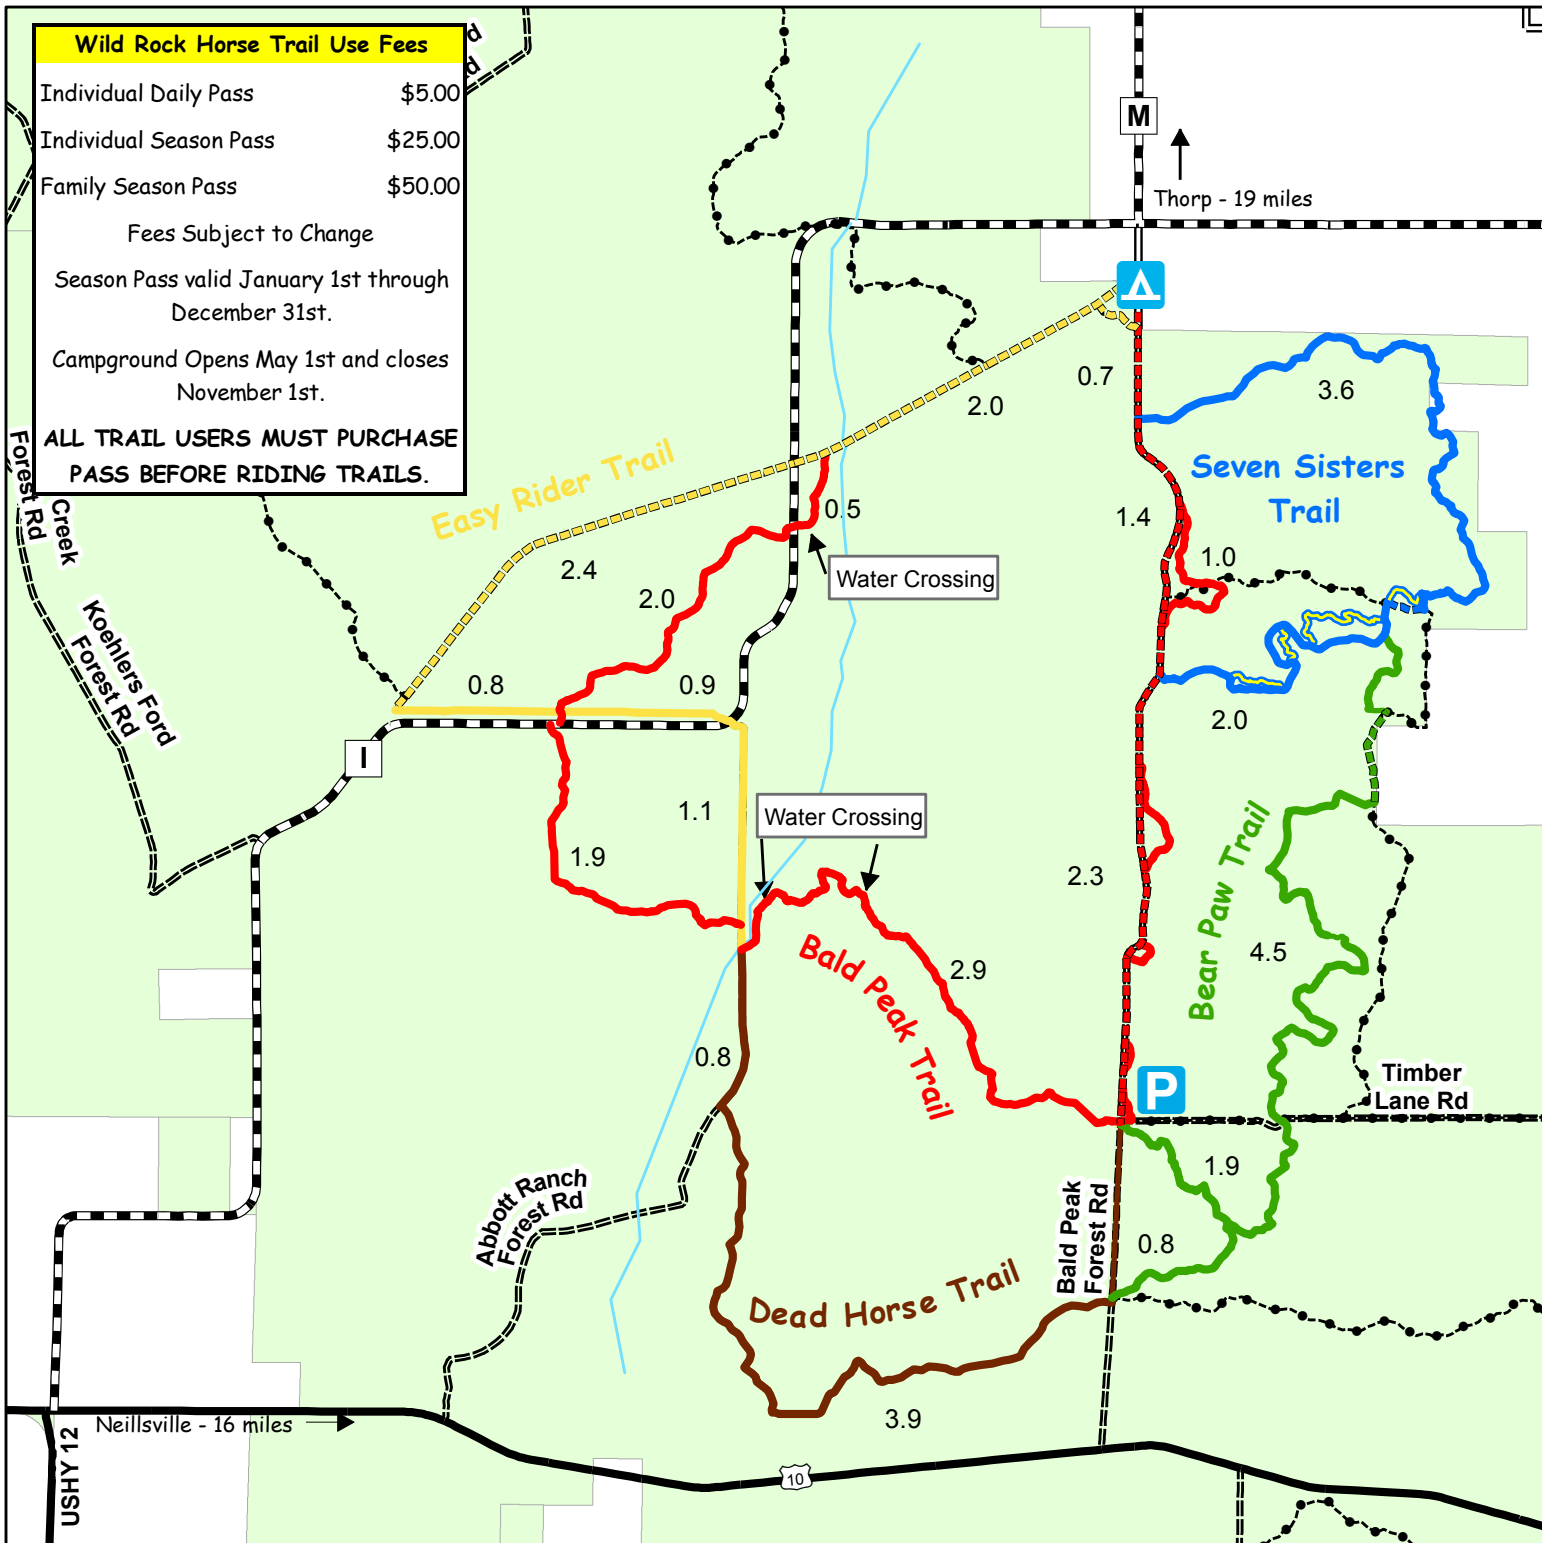 Wild Rock Horse Trail Use Fees
Individual Daily Pass $5.00
Individual Season Pass $25.00
Family Season Pass $50.00
Fees Subject to Change
Season Pass valid January 1st through
December 31st.
Campground Opens May 1st and closes
November 1st.
ALL TRAIL USERS MUST PURCHASE
PASS BEFORE RIDING TRAILS.
d
d
M
Thorp - 19 miles
0.7
2.0
3.6
Seven Sisters
Trail
Easy Rider Trail
0.5
1.4
1.0
Water Crossing
2.4
2.0
Forest Rd
Creek
Koehlers Ford
Forest Rd
0.8
0.9
2.0
I
1.1
Water Crossing
1.9
2.3
Bear Paw Trail
4.5
Bald Peak Trail
2.9
0.8
P
Timber
Lane Rd
1.9
Abbott Ranch
Forest Rd
Bald Peak
Forest Rd
0.8
Dead Horse Trail
3.9
Neillsville - 16 miles
USHY 12
10